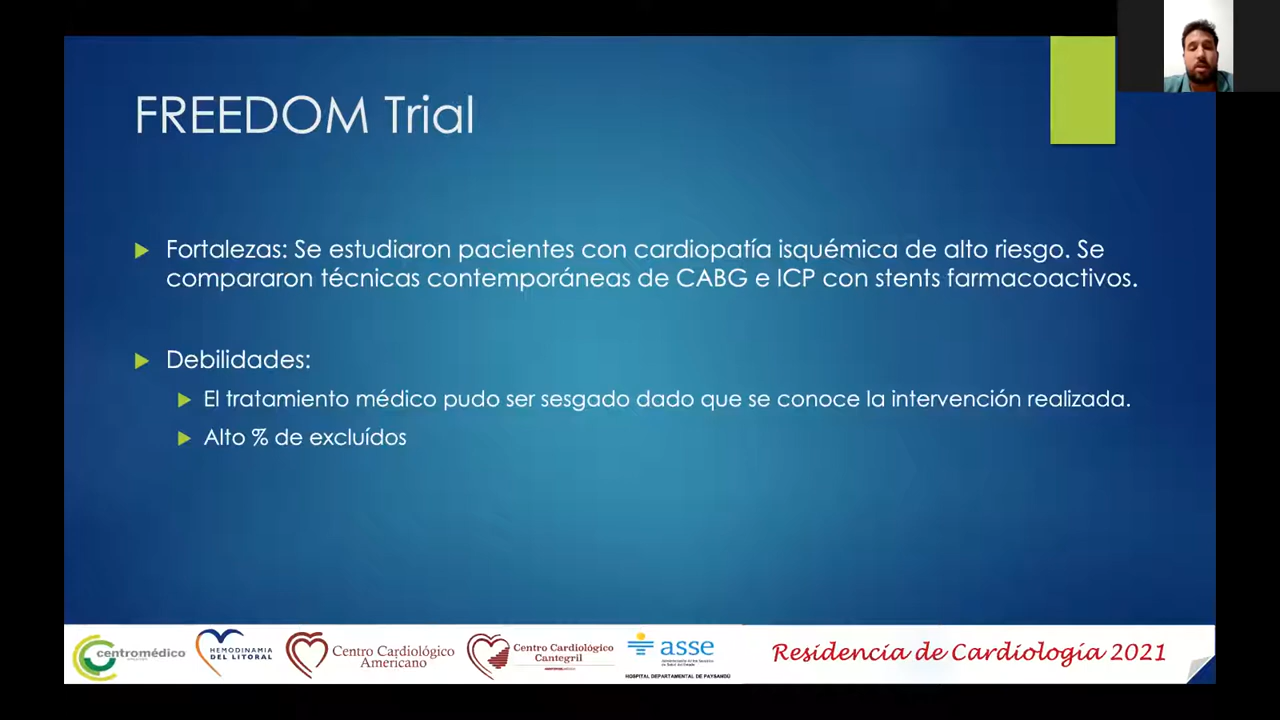 FREEDOM Trial
Fortalezas: Se estudiaron pacientes con cardiopatía isquémica de alto riesgo. Se
compararon técnicas contemporáneas de CABG e ICP con stents farmacoactivos.
Debilidades:
El tratamiento médico pudo ser sesgado dado que se conoce la intervención realizada.
Alto % de excluídos
centromédico
HEMODINAMIA
DEL LITORAL
Centro Cardiológico
Americano
Centro Cardiológico
Cantegril
asse
HOSPITAL DEPARTAMENTAL DE PAYSANDÚ
Residencia de Cardiología 2021